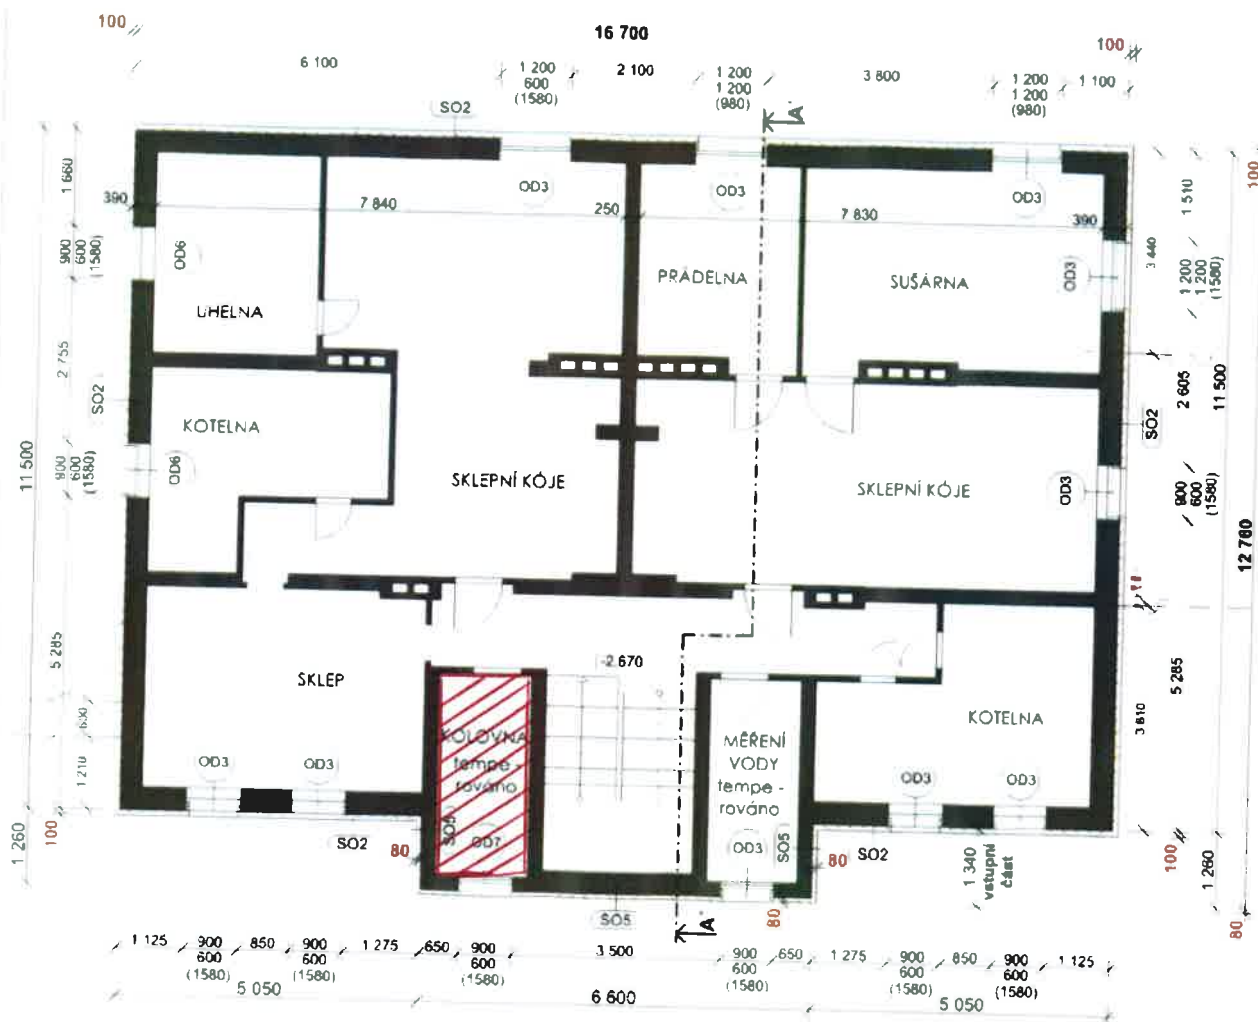 100
16 700
100
6 100
1 200
600
(1580)
2 100
1 200
1 200
(980)
3 800
1 200
1 200
(980)
1 100
SO2
A'
1 660
390
7 840
OD3
250
OD3
7 830
OD3
390
1 510
100
900
600
(1580)
OD6
UHELNA
PRÁDELNA
SUŠÁRNA
OD3
3 440
1 200
1 200
(1580)
2 755
SO2
KOTELNA
2 605
11 500
SO2
11 500
900
600
(1580)
OD6
SKLEPNÍ KÓJE
SKLEPNÍ KÓJE
OD3
900
600
(1580)
12 760
5 285
SKLEP
-2.670
5 285
600
1 210
KOLOVNA
tempe -
rováno
MĚŘENÍ
VODY
tempe -
rováno
KOTELNA
3 810
OD3
OD3
OD3
OD3
1 260
100
SO2
80
SO5
OD7
OD3
SO5
80
SO2
1 340
vstupní
část
100
1 260
SO5
A'
80
80
1 125
900
600
(1580)
850
900
600
(1580)
1 275
650
900
600
(1580)
3 500
900
600
(1580)
650
1 275
900
600
(1580)
850
900
600
(1580)
1 125
5 050
6 600
5 050